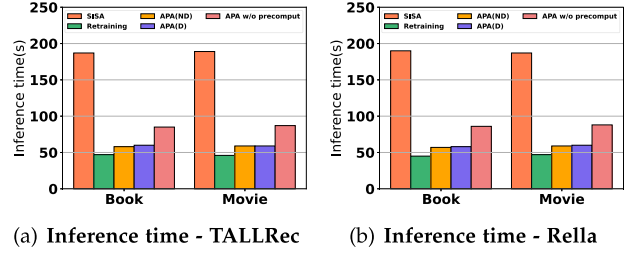 SISA
Retraining
APA(ND)
APA(D)
APA w/o precomput
Inference time(s)
250
200
150
100
50
0
Book
Movie
(a) Inference time - TALLRec
SISA
Retraining
APA(ND)
APA(D)
APA w/o precomput
Inference time(s)
250
200
150
100
50
0
Book
Movie
(b) Inference time - Rella